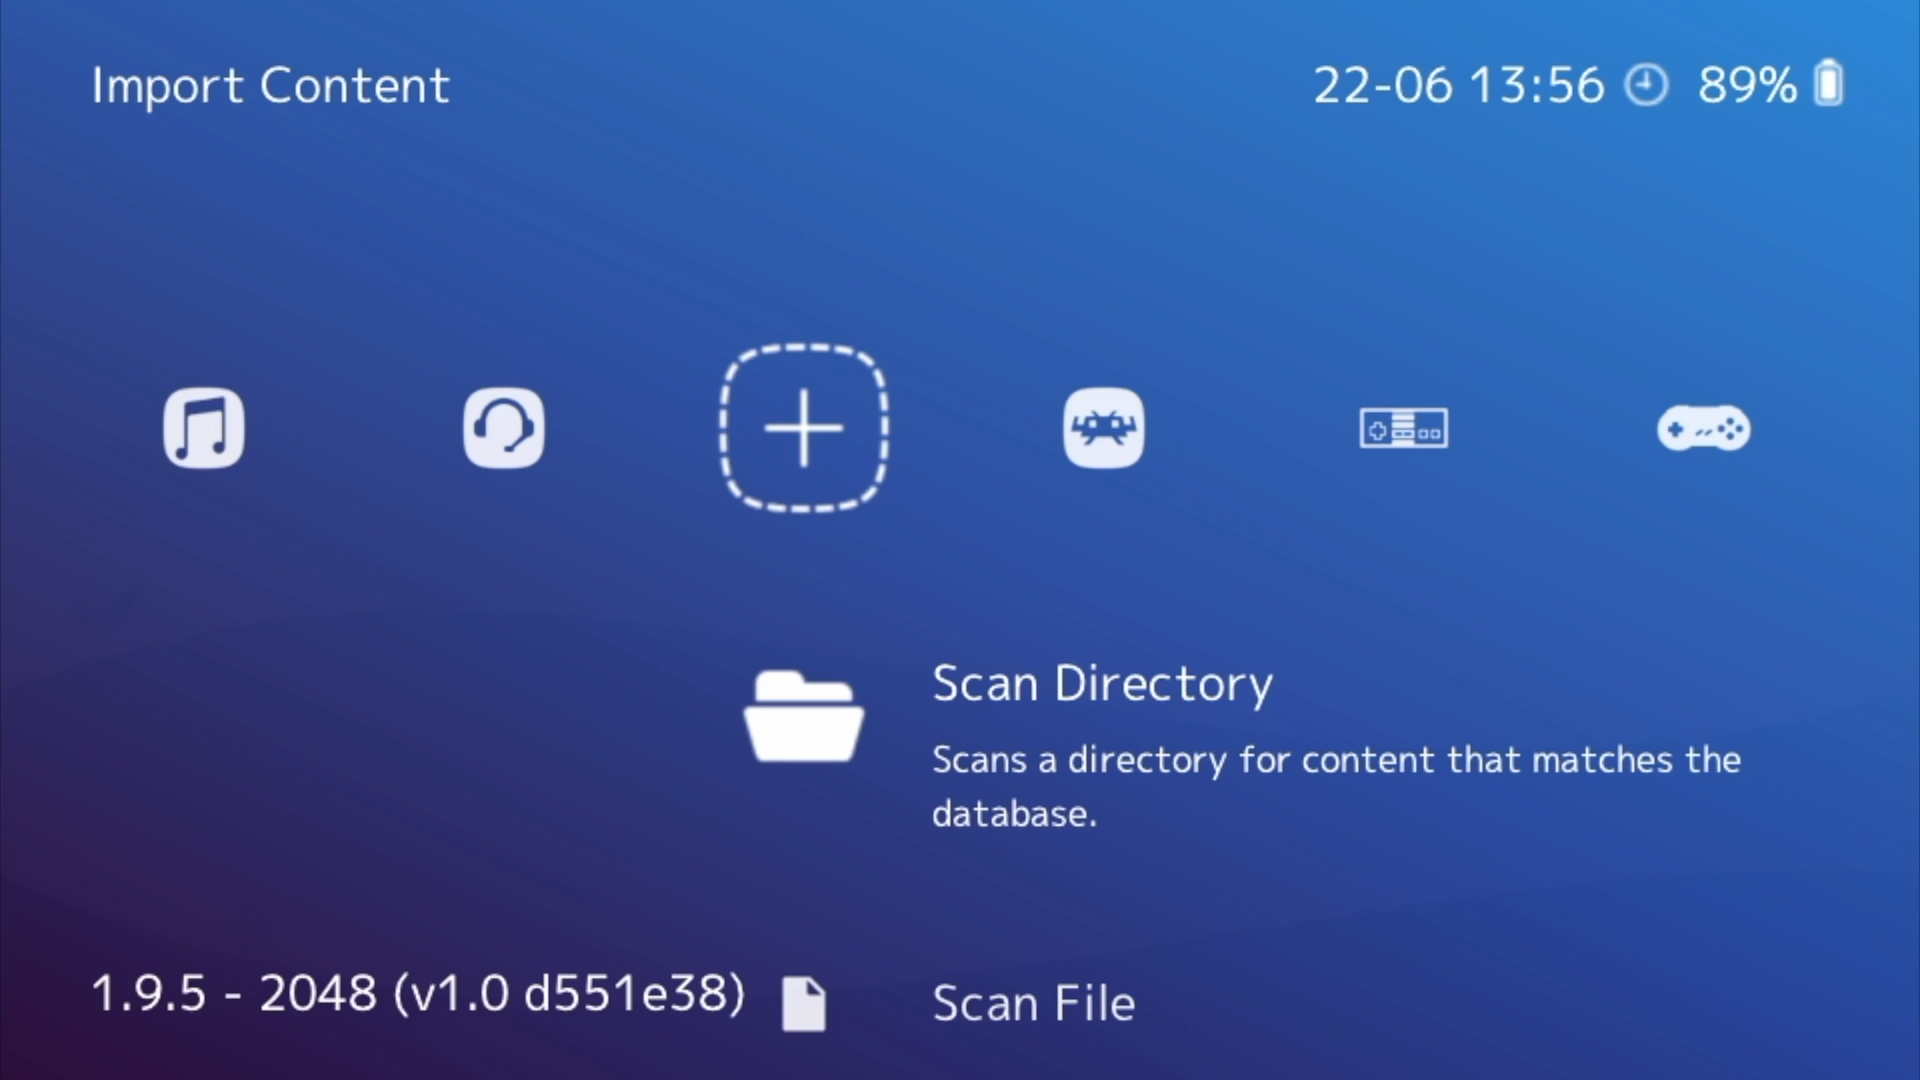 Import Content
22-06 13:56 89%
Scan Directory
Scans a directory for content that matches the
database.
1.9.5 - 2048 (v1.0 d551e38)
Scan File